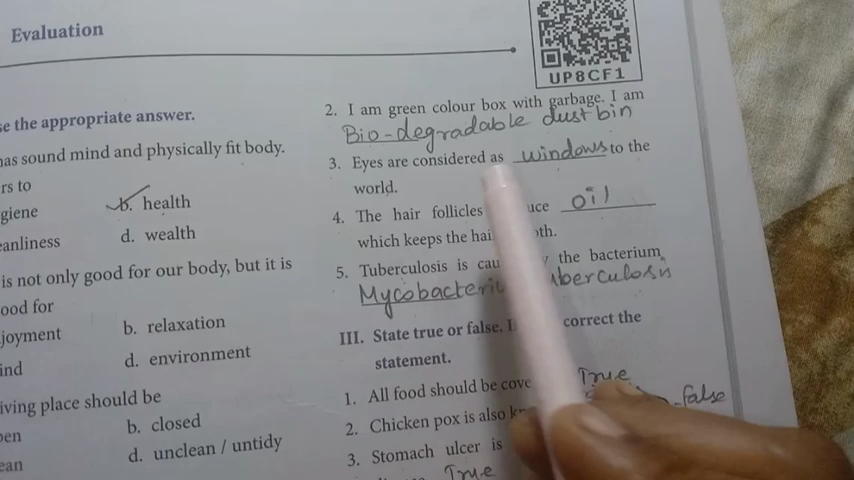 Evaluation
UP8CF1
se the appropriate answer.
has sound mind and physically fit body.
rs to
giene
b. health
eanliness
d. wealth
is not only good for our body, but it is
ood for
joyment
b. relaxation
ind
d. environment
iving place should be
pen
b. closed
ean
d. unclean / untidy
2. I am green colour box with garbage. I am
Bio-degradable dust bin
3. Eyes are considered as windows to the
world.
4. The hair follicles uce oil
which keeps the hai oth.
5. Tuberculosis is cau y the bacterium
Mycobacteri uberculosis
III. State true or false. I correct the
statement.
1. All food should be cove True
2. Chicken pox is also k - false
3. Stomach ulcer is
True